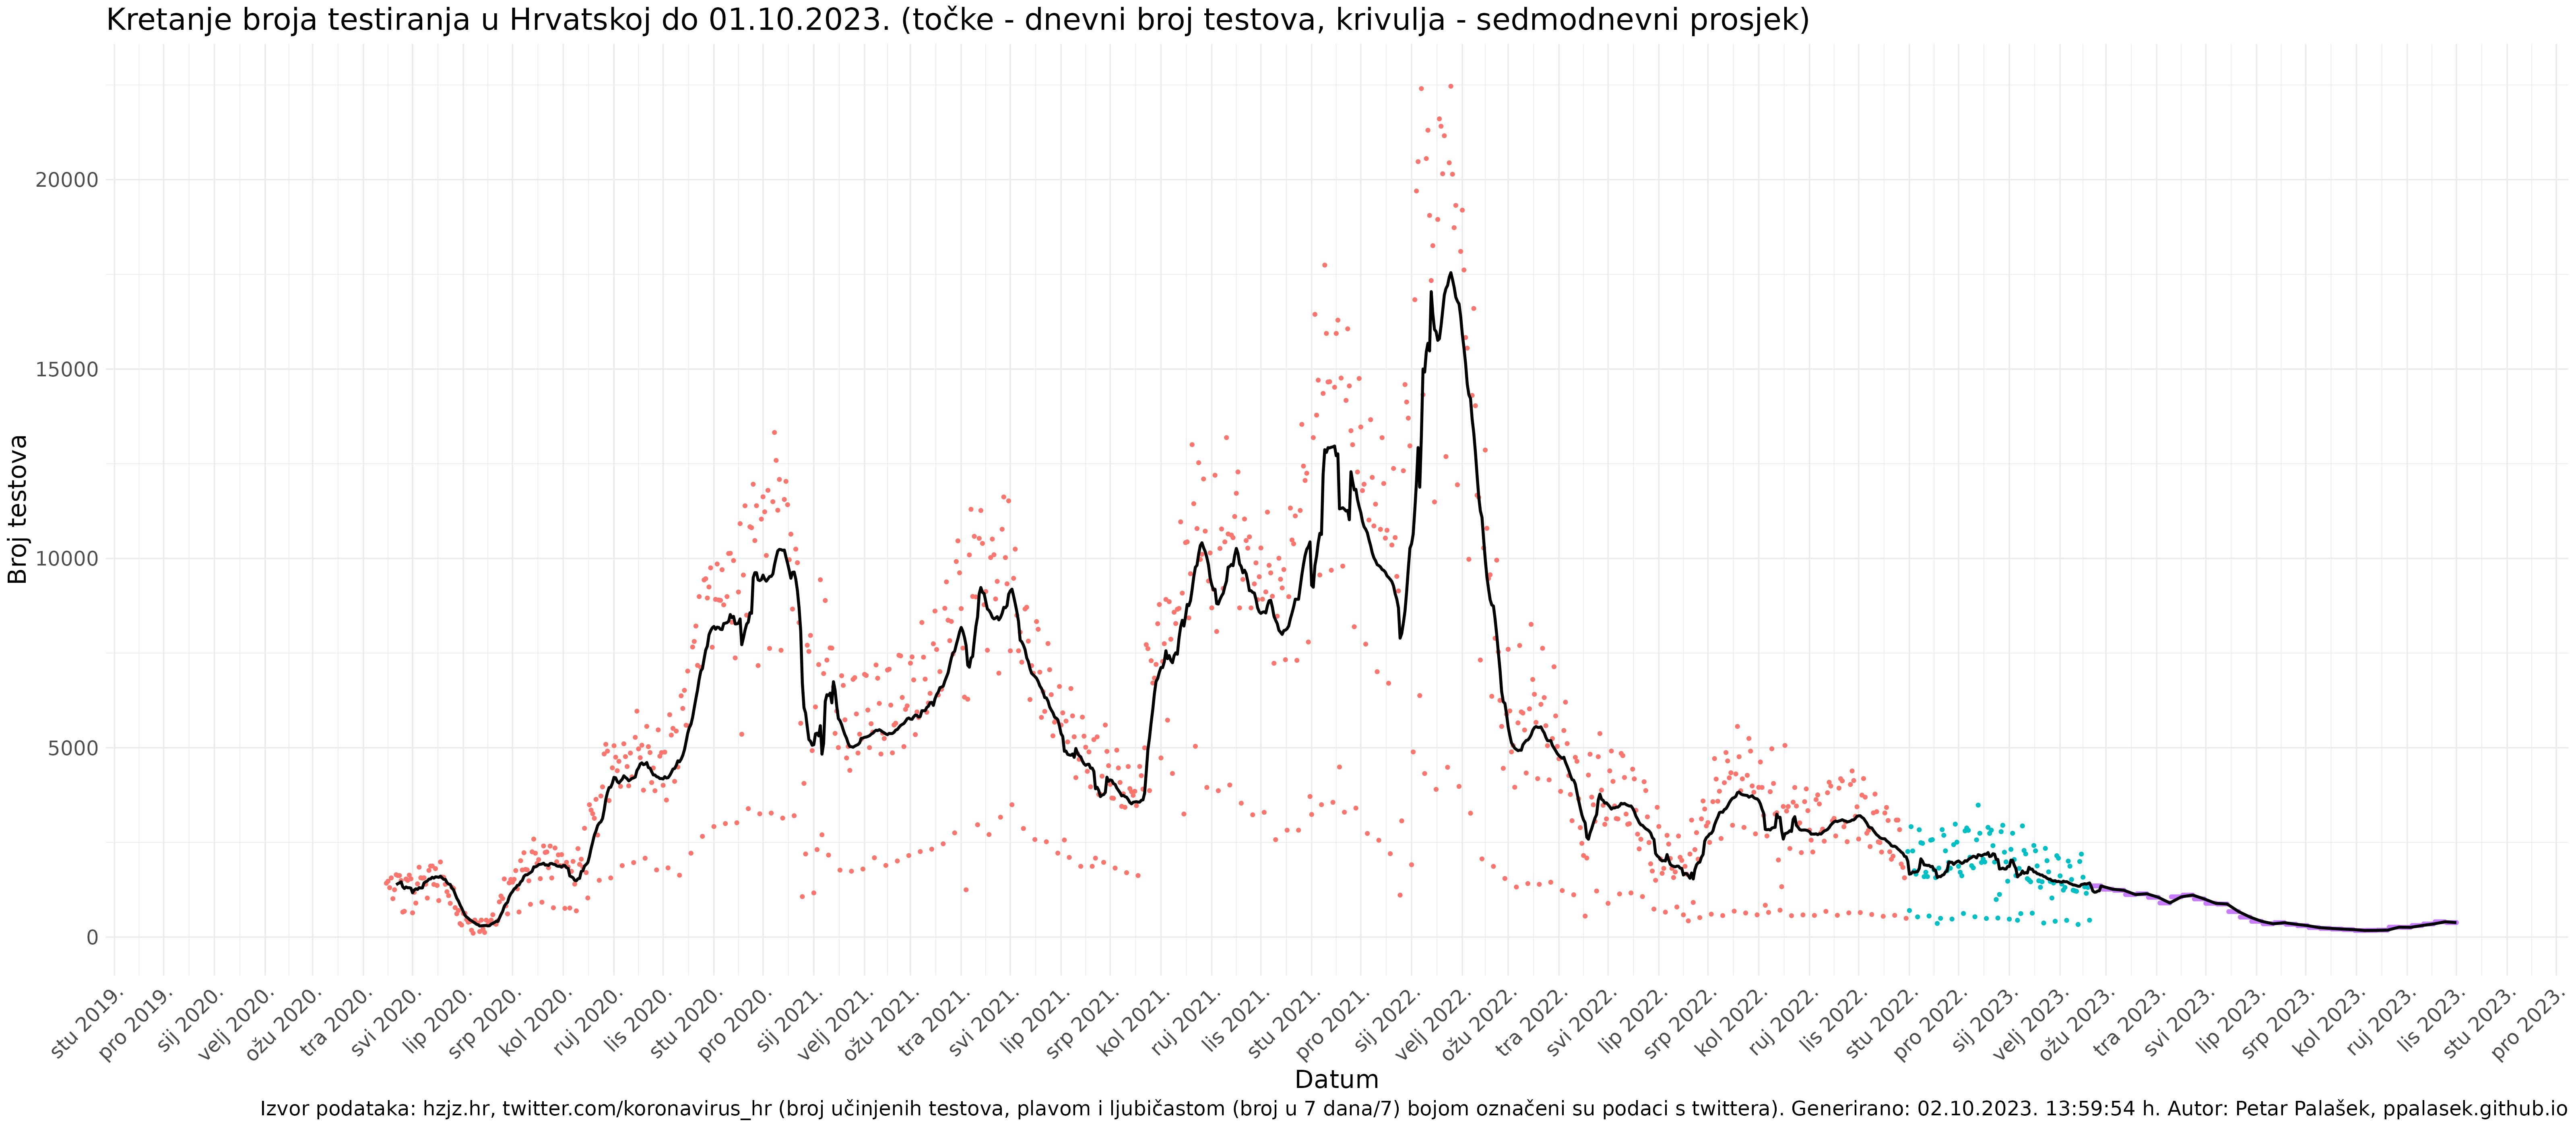 Kretanje broja testiranja u Hrvatskoj do 01.10.2023. (točke - dnevni broj testova, krivulja - sedmodnevni prosjek)
Broj testova
20000
15000
10000
5000
0
stu 2019.
pro 2019.
sij 2020.
velj 2020.
ožu 2020.
tra 2020.
svi 2020.
lip 2020.
srp 2020.
kol 2020.
ruj 2020.
lis 2020.
stu 2020.
pro 2020.
sij 2021.
velj 2021.
ožu 2021.
tra 2021.
svi 2021.
lip 2021.
srp 2021.
kol 2021.
ruj 2021.
lis 2021.
stu 2021.
pro 2021.
sij 2022.
velj 2022.
ožu 2022.
tra 2022.
svi 2022.
lip 2022.
srp 2022.
kol 2022.
ruj 2022.
lis 2022.
stu 2022.
pro 2022.
sij 2023.
velj 2023.
ožu 2023.
tra 2023.
svi 2023.
lip 2023.
srp 2023.
kol 2023.
ruj 2023.
lis 2023.
stu 2023.
pro 2023.
Datum
Izvor podataka: hzjz.hr, twitter.com/koronavirus_hr (broj učinjenih testova, plavom i ljubičastom (broj u 7 dana/7) bojom označeni su podaci s twittera). Generirano: 02.10.2023. 13:59:54 h. Autor: Petar Palašek, ppalasek.github.io